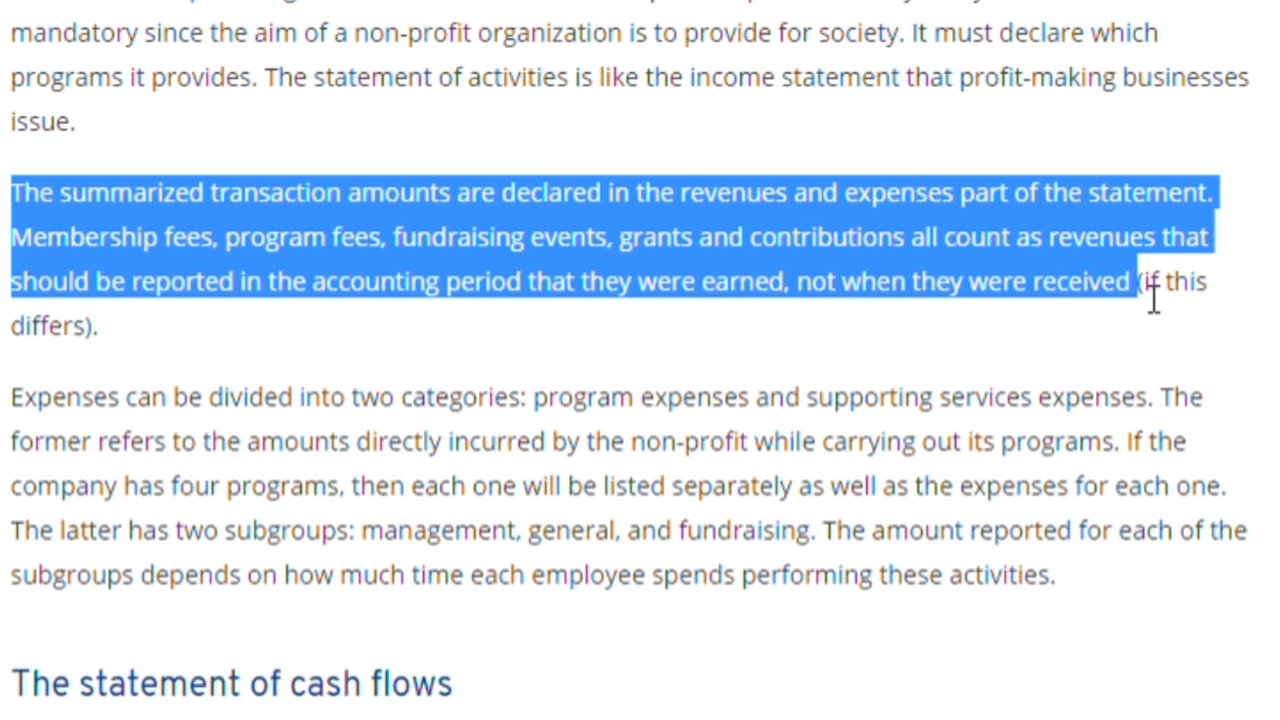 mandatory since the aim of a non-profit organization is to provide for society. It must declare which
programs it provides. The statement of activities is like the income statement that profit-making businesses
issue.
The summarized transaction amounts are declared in the revenues and expenses part of the statement.
Membership fees, program fees, fundraising events, grants and contributions all count as revenues that
should be reported in the accounting period that they were earned, not when they were received (if this
differs).
Expenses can be divided into two categories: program expenses and supporting services expenses. The
former refers to the amounts directly incurred by the non-profit while carrying out its programs. If the
company has four programs, then each one will be listed separately as well as the expenses for each one.
The latter has two subgroups: management, general, and fundraising. The amount reported for each of the
subgroups depends on how much time each employee spends performing these activities.
The statement of cash flows